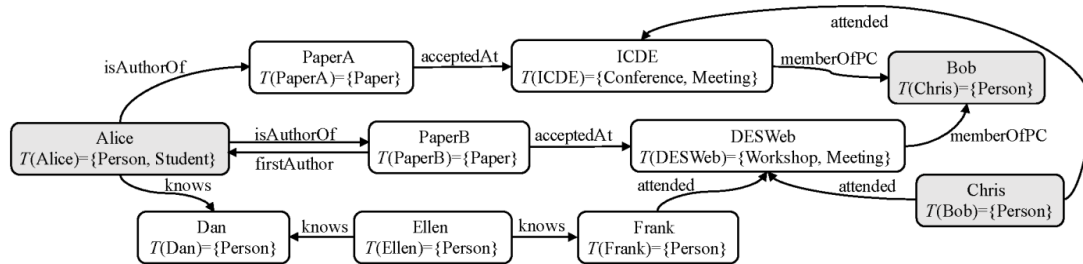 attended
PaperA
T(PaperA)={Paper}
acceptedAt
ICDE
T(ICDE)={Conference, Meeting}
memberOfPC
Bob
T(Chris)={Person}
isAuthorOf
Alice
T(Alice)={Person, Student}
isAuthorOf
firstAuthor
PaperB
T(PaperB)={Paper}
acceptedAt
DESWeb
T(DESWeb)={Workshop, Meeting}
memberOfPC
knows
attended
attended
Chris
T(Bob)={Person}
Dan
T(Dan)={Person}
knows
Ellen
T(Ellen)={Person}
knows
Frank
T(Frank)={Person}